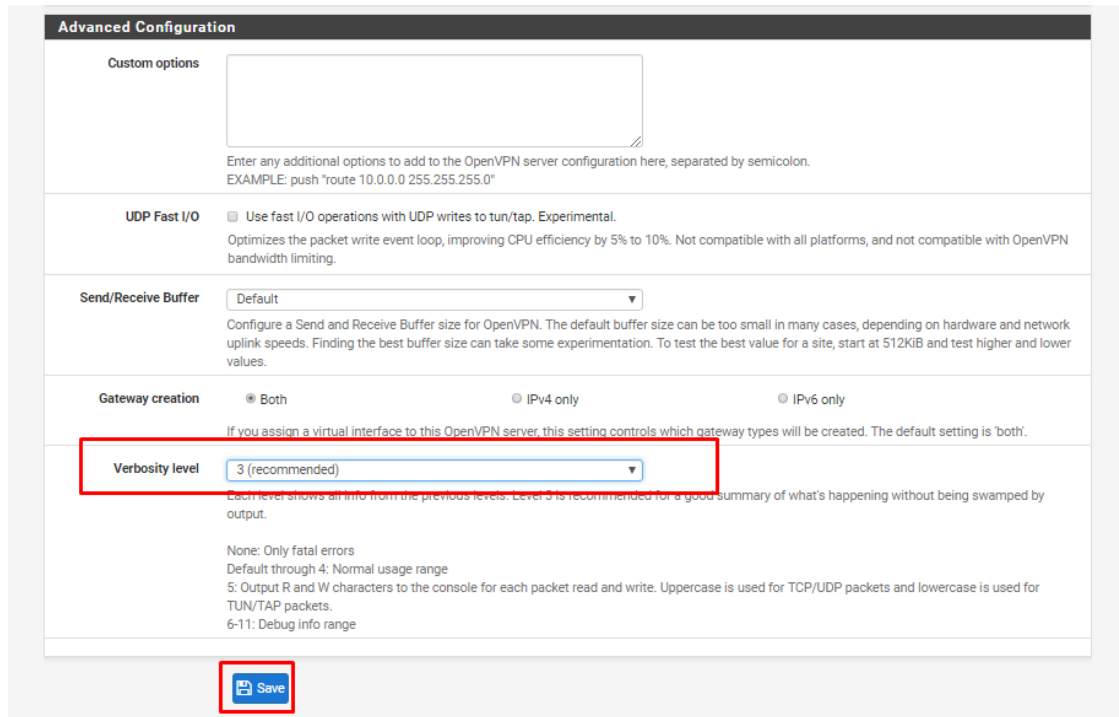 Advanced Configuration
Custom options
Enter any additional options to add to the OpenVPN server configuration here, separated by semicolon.
EXAMPLE: push "route 10.0.0.0 255.255.255.0"
UDP Fast I/O
Use fast I/O operations with UDP writes to tun/tap. Experimental.
Optimizes the packet write event loop, improving CPU efficiency by 5% to 10%. Not compatible with all platforms, and not compatible with OpenVPN
bandwidth limiting.
Send/Receive Buffer
Default
Configure a Send and Receive Buffer size for OpenVPN. The default buffer size can be too small in many cases, depending on hardware and network
uplink speeds. Finding the best buffer size can take some experimentation. To test the best value for a site, start at 512KiB and test higher and lower
values.
Gateway creation
Both
IPv4 only
IPv6 only
If you assign a virtual interface to this OpenVPN server, this setting controls which gateway types will be created. The default setting is 'both'.
Verbosity level
3 (recommended)
Each level shows all info from the previous levels. Level 3 is recommended for a good summary of what's happening without being swamped by
output.
None: Only fatal errors
Default through 4: Normal usage range
5: Output R and W characters to the console for each packet read and write. Uppercase is used for TCP/UDP packets and lowercase is used for
TUN/TAP packets.
6-11: Debug info range
Save